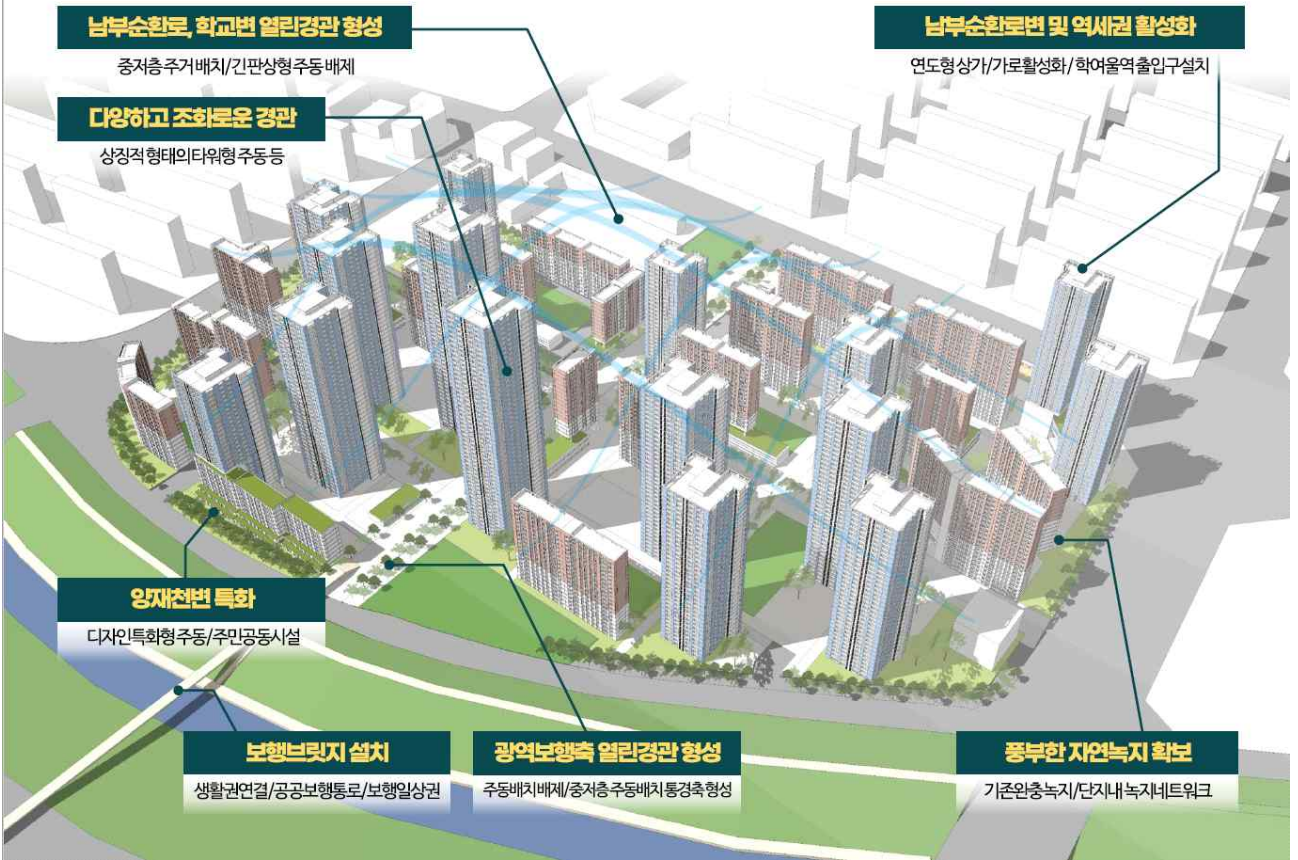 남부순환로, 학교변 열린경관 형성
중저층 주거 배치/긴 판상형 주동 배제
남부순환로변 및 역세권 활성화
연도형 상가/가로활성화/학여울역 출입구 설치
다양하고 조화로운 경관
상징적 형태의 타워형 주동 등
양재천변 특화
디자인특화형 주동/주민공동시설
보행브릿지 설치
생활권연결/공공보행통로/보행일상권
광역보행축 열린경관 형성
주동배치 배제/중저층 주동배치 통경축 형성
풍부한 자연녹지 확보
기존완충녹지/단지내 녹지네트워크